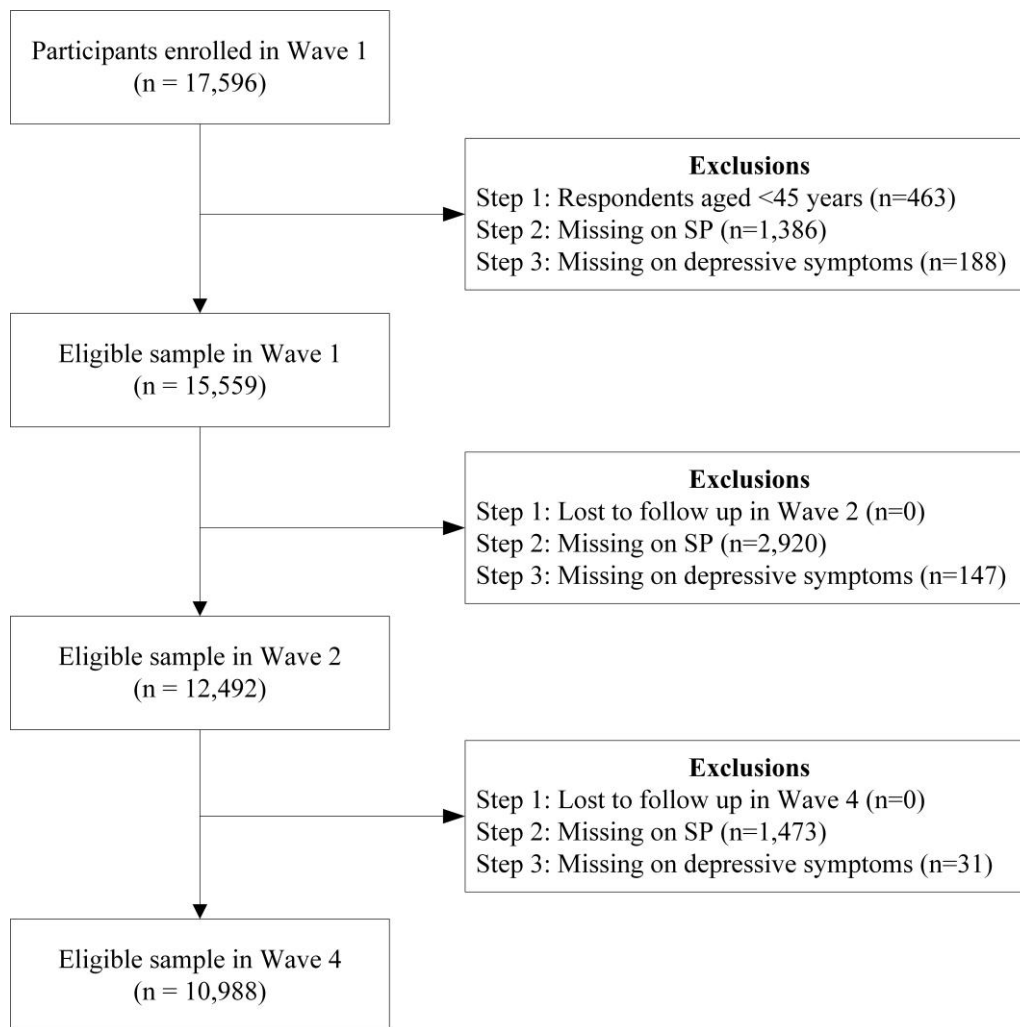 Participants enrolled in Wave 1
(n = 17,596)
Exclusions
Step 1: Respondents aged <45 years (n=463)
Step 2: Missing on SP (n=1,386)
Step 3: Missing on depressive symptoms (n=188)
Eligible sample in Wave 1
(n = 15,559)
Exclusions
Step 1: Lost to follow up in Wave 2 (n=0)
Step 2: Missing on SP (n=2,920)
Step 3: Missing on depressive symptoms (n=147)
Eligible sample in Wave 2
(n = 12,492)
Exclusions
Step 1: Lost to follow up in Wave 4 (n=0)
Step 2: Missing on SP (n=1,473)
Step 3: Missing on depressive symptoms (n=31)
Eligible sample in Wave 4
(n = 10,988)